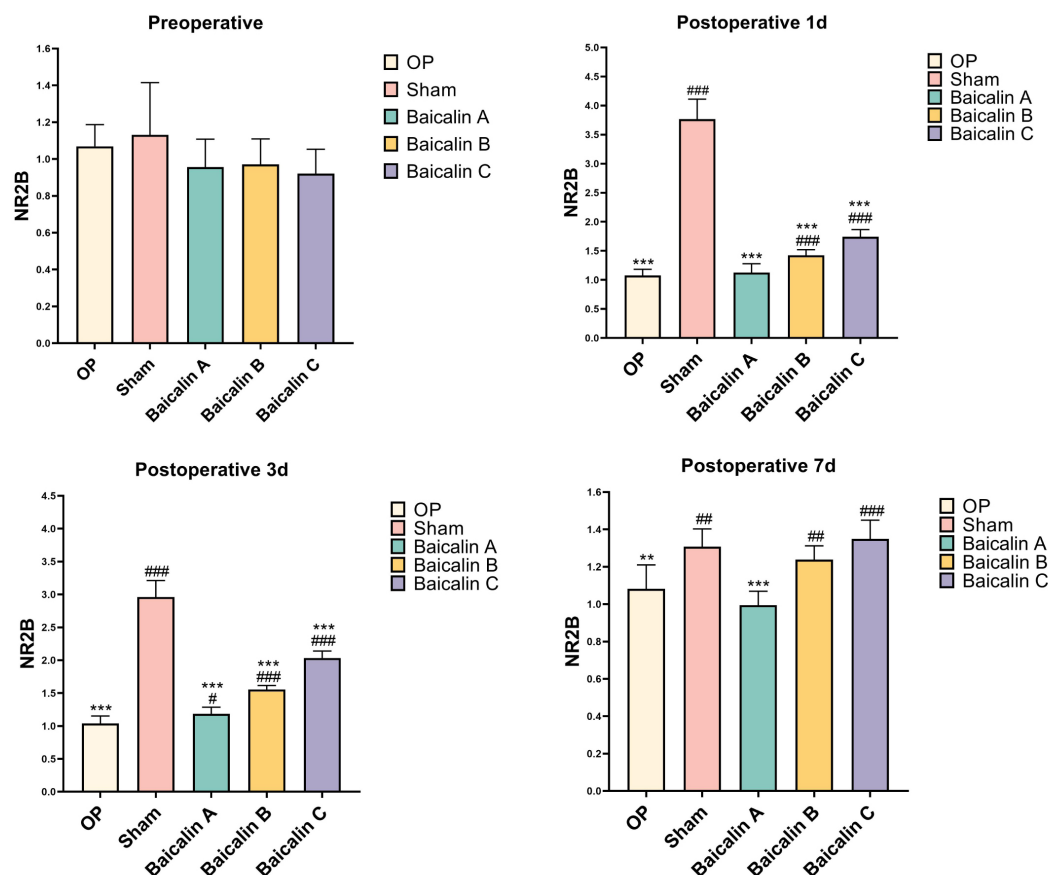 Preoperative
NR2B
1.6
1.4
1.2
1.0
0.8
0.6
0.4
0.2
0.0
OP
Sham
Baicalin A
Baicalin B
Baicalin C
OP
Sham
Baicalin A
Baicalin B
Baicalin C
Postoperative 1d
NR2B
5.0
4.5
4.0
3.5
3.0
2.5
2.0
1.5
1.0
0.5
0.0
***
###
***
***
###
***
###
OP
Sham
Baicalin A
Baicalin B
Baicalin C
OP
Sham
Baicalin A
Baicalin B
Baicalin C
Postoperative 3d
NR2B
4.5
4.0
3.5
3.0
2.5
2.0
1.5
1.0
0.5
0.0
***
###
***
#
***
###
***
###
OP
Sham
Baicalin A
Baicalin B
Baicalin C
OP
Sham
Baicalin A
Baicalin B
Baicalin C
Postoperative 7d
NR2B
1.6
1.4
1.2
1.0
0.8
0.6
0.4
0.2
0.0
**
##
***
##
###
OP
Sham
Baicalin A
Baicalin B
Baicalin C
OP
Sham
Baicalin A
Baicalin B
Baicalin C